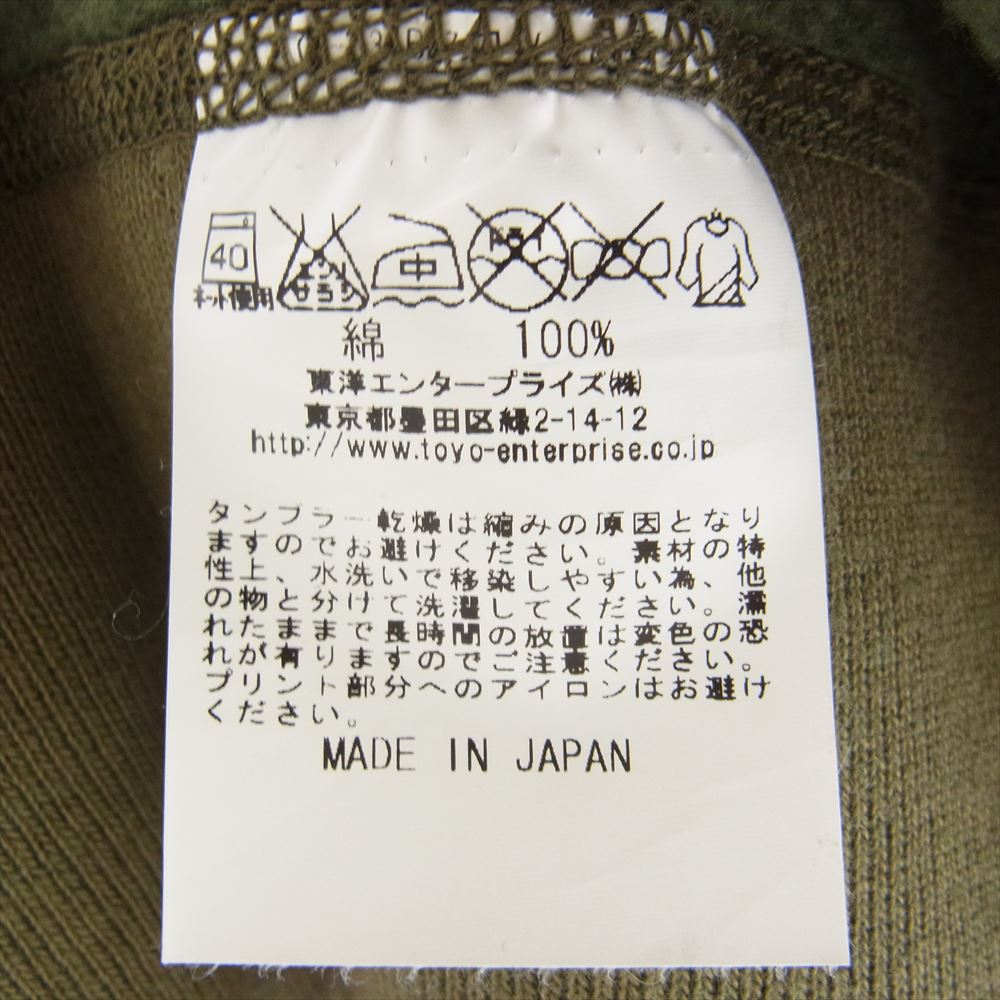 40
ネット使用
エンソ
サラシ
中
ドライ
綿 100%
東洋エンタープライズ㈱
東京都墨田区緑2-14-12
http://www.toyo-enterprise.co.jp
タンブラー乾燥は縮みの原因となり
ますのでお避けください。素材の特
性上、水洗いで移染しやすい為、他
の物と分けて洗濯してください。濡
れたままで長時間の放置は変色の恐
れが有りますのでご注意ください。
プリント部分へのアイロンはお避け
ください。
MADE IN JAPAN